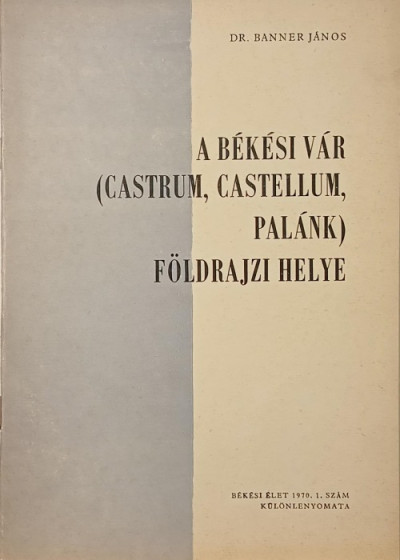 DR. BANNER JÁNOS
A BÉKÉSI VÁR
(CASTRUM, CASTELLUM,
PALÁNK)
FÖLDRAJZI HELYE
BÉKÉSI ÉLET 1970. 1. SZÁM
KÜLÖNLENYOMATA